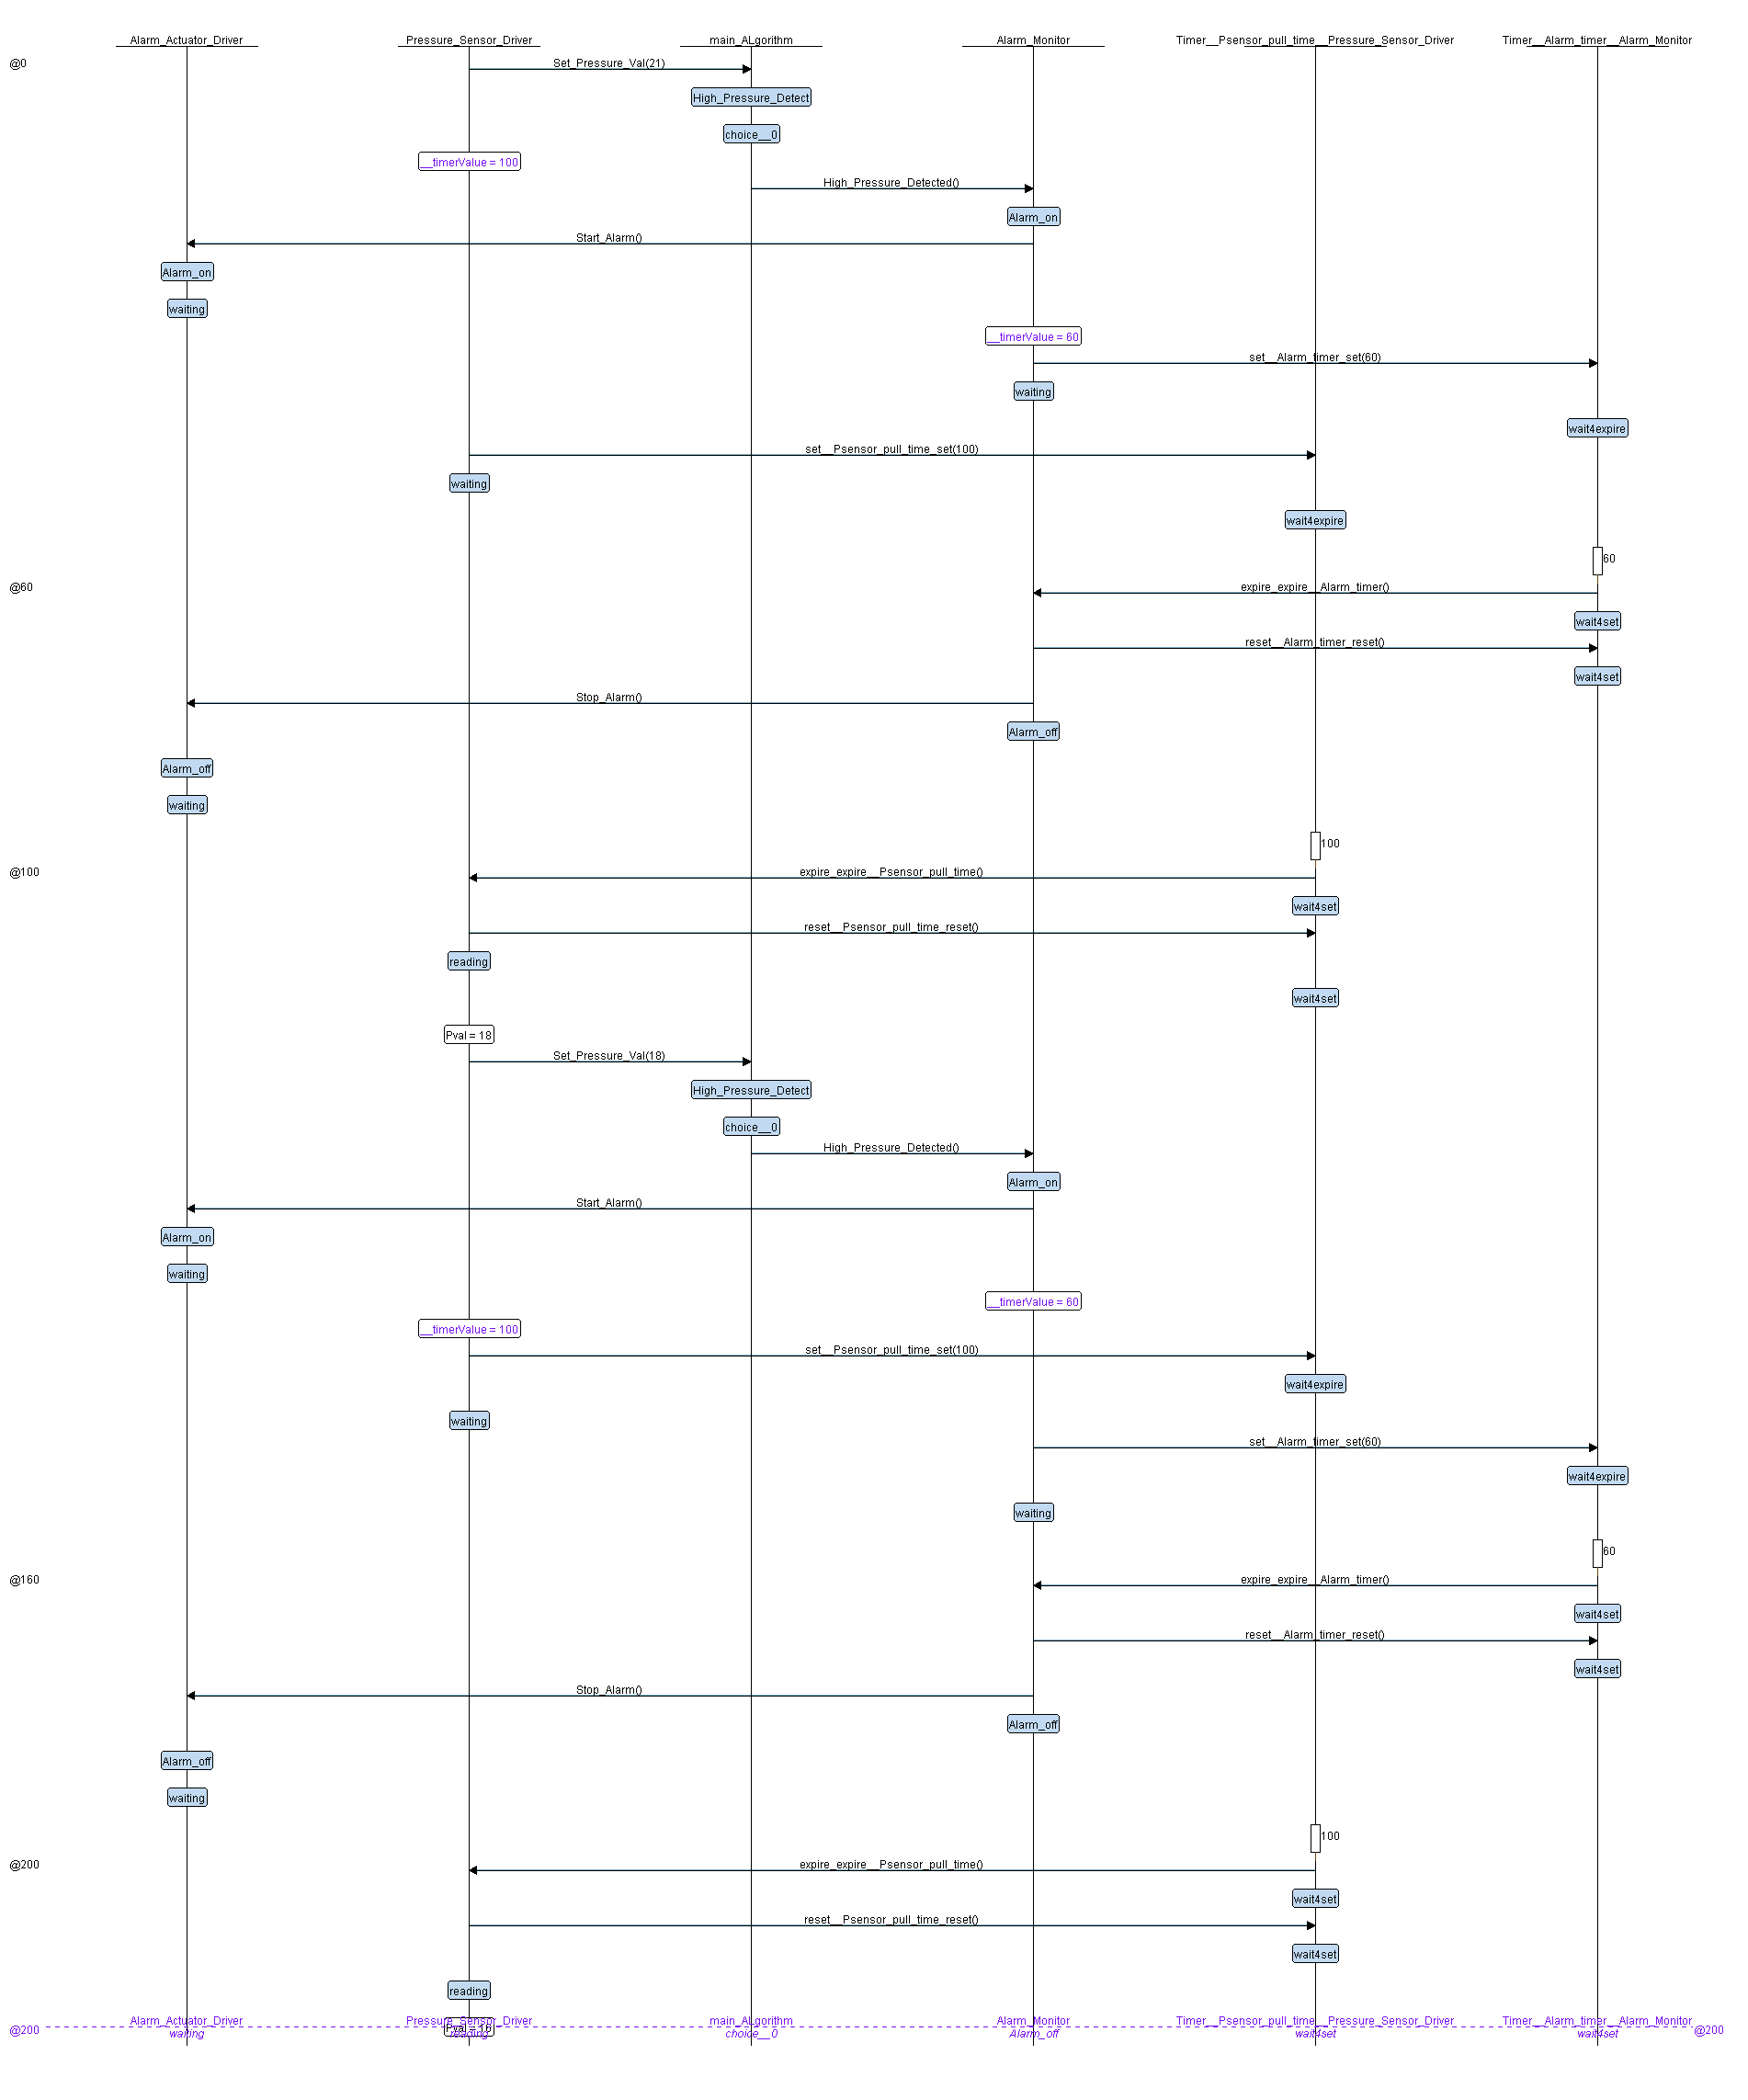 Alarm_Actuator_Driver Pressure_Sensor_Driver main_ALgorithm Alarm_Monitor Timer__Psensor_pull_time__Pressure_Sensor_Driver Timer__Alarm_timer__Alarm_Monitor
@0 Set_Pressure_Val(21)
High_Pressure_Detect
choice__0
__timerValue = 100
High_Pressure_Detected()
Alarm_on
Start_Alarm()
Alarm_on
waiting
__timerValue = 60
set__Alarm_timer_set(60)
waiting
wait4expire
set__Psensor_pull_time_set(100)
waiting
wait4expire
60
@60 expire_expire__Alarm_timer()
wait4set
reset__Alarm_timer_reset()
wait4set
Stop_Alarm()
Alarm_off
Alarm_off
waiting
100
@100 expire_expire__Psensor_pull_time()
wait4set
reset__Psensor_pull_time_reset()
reading
wait4set
Pval = 18
Set_Pressure_Val(18)
High_Pressure_Detect
choice__0
High_Pressure_Detected()
Alarm_on
Start_Alarm()
Alarm_on
waiting
__timerValue = 60
__timerValue = 100
set__Psensor_pull_time_set(100)
wait4expire
waiting
set__Alarm_timer_set(60)
wait4expire
waiting
60
@160 expire_expire__Alarm_timer()
wait4set
reset__Alarm_timer_reset()
wait4set
Stop_Alarm()
Alarm_off
Alarm_off
waiting
100
@200 expire_expire__Psensor_pull_time()
wait4set
reset__Psensor_pull_time_reset()
wait4set
reading
Alarm_Actuator_Driver Pressure_Sensor_Driver main_ALgorithm Alarm_Monitor Timer__Psensor_pull_time__Pressure_Sensor_Driver Timer__Alarm_timer__Alarm_Monitor
@200 Pval = 16 @200
waiting reading choice__0 Alarm_off wait4set wait4set